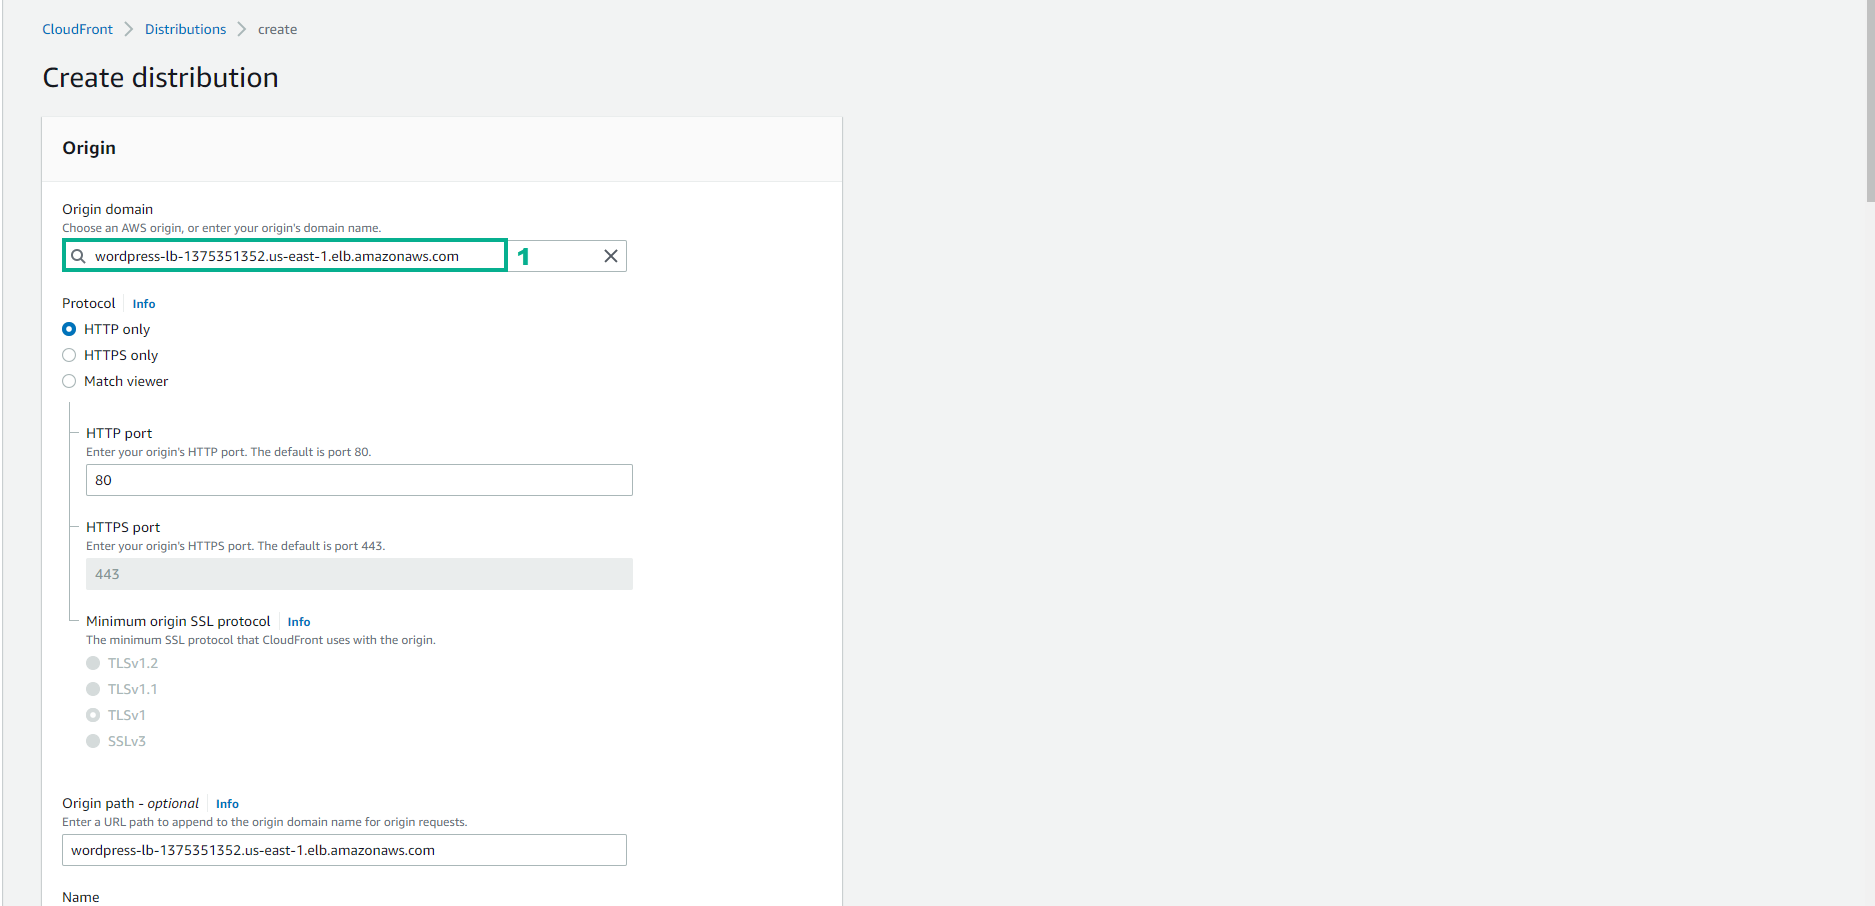 CloudFront > Distributions > create
Create distribution
Origin
Origin domain
Choose an AWS origin, or enter your origin's domain name.
wordpress-lb-1375351352.us-east-1.elb.amazonaws.com 1
Protocol Info
HTTP only
HTTPS only
Match viewer
HTTP port
Enter your origin's HTTP port. The default is port 80.
80
HTTPS port
Enter your origin's HTTPS port. The default is port 443.
443
Minimum origin SSL protocol Info
The minimum SSL protocol that CloudFront uses with the origin.
TLSv1.2
TLSv1.1
TLSv1
SSLv3
Origin path - optional Info
Enter a URL path to append to the origin domain name for origin requests.
wordpress-lb-1375351352.us-east-1.elb.amazonaws.com
Name